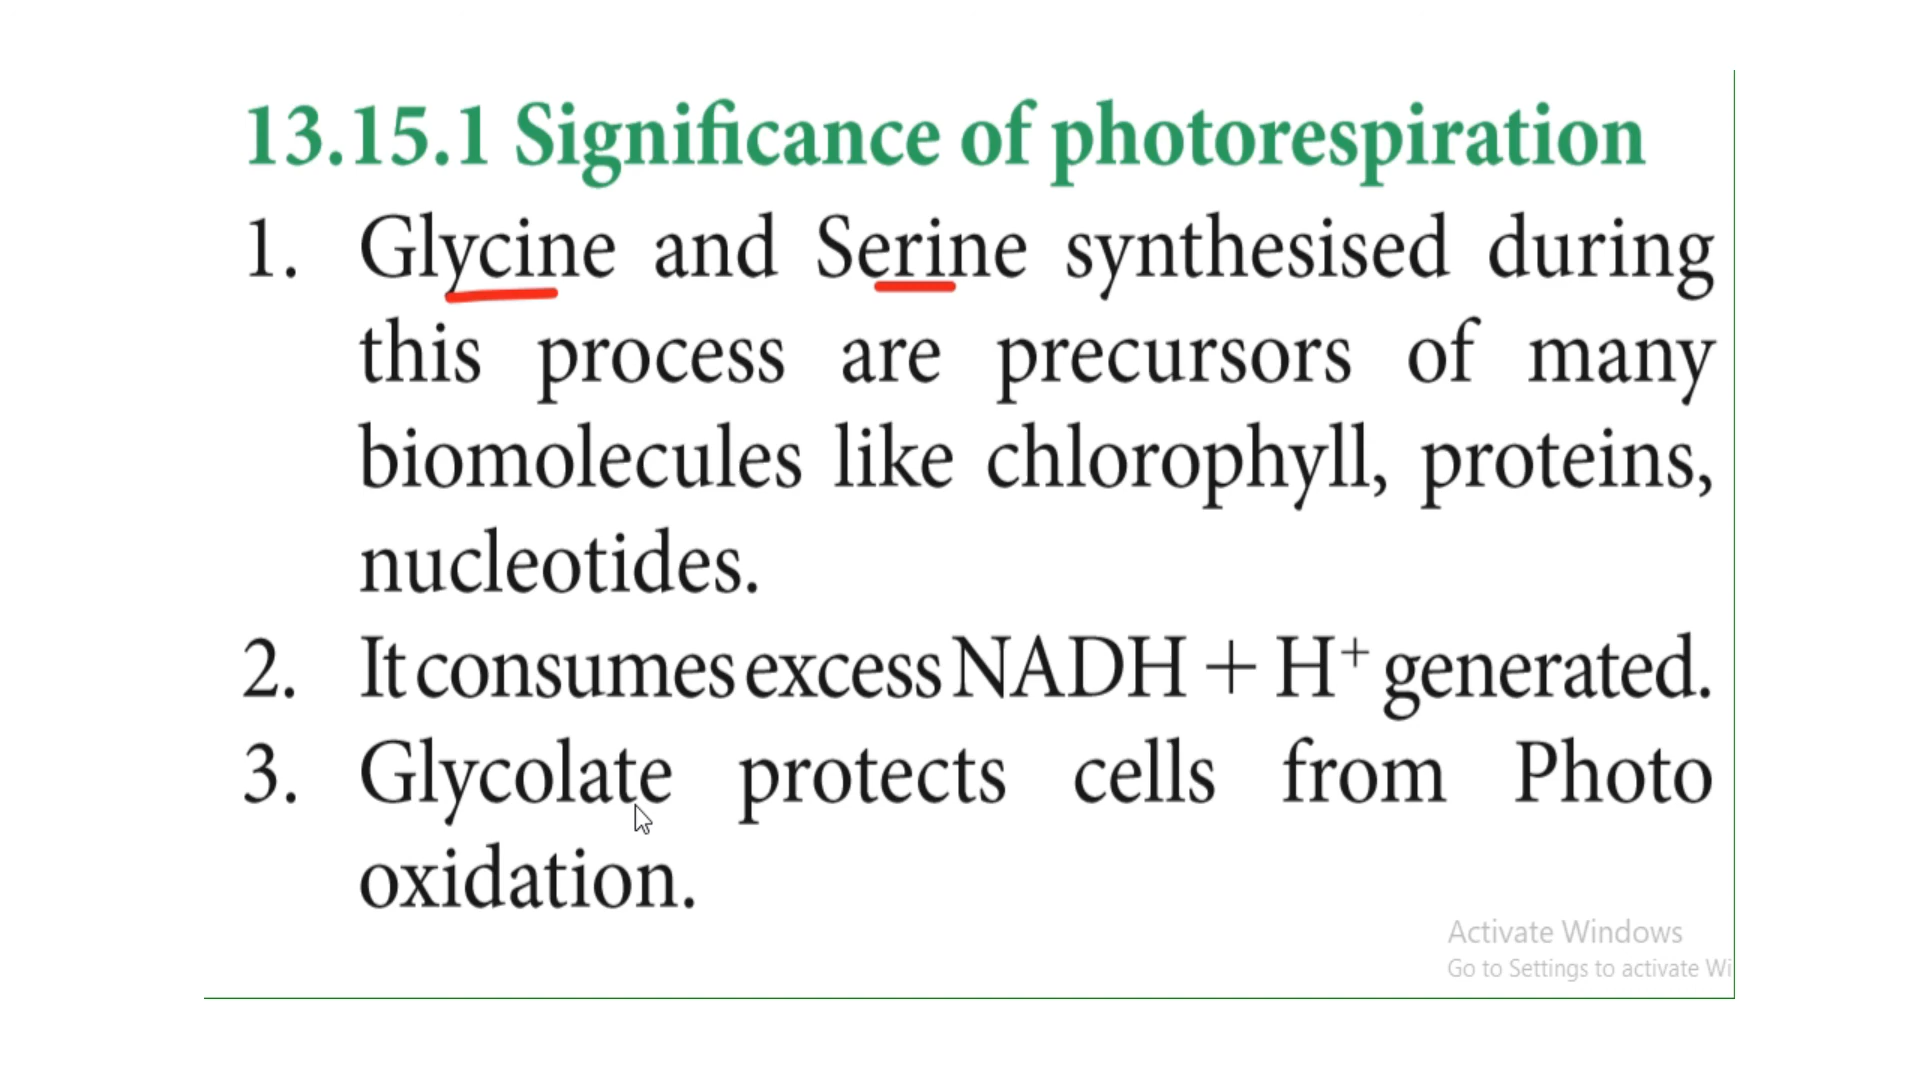 13.15.1 Significance of photorespiration
1. Glycine and Serine synthesised during
this process are precursors of many
biomolecules like chlorophyll, proteins,
nucleotides.
2. It consumes excess NADH + H⁺ generated.
3. Glycolate protects cells from Photo
oxidation.
Activate Windows
Go to Settings to activate Wi